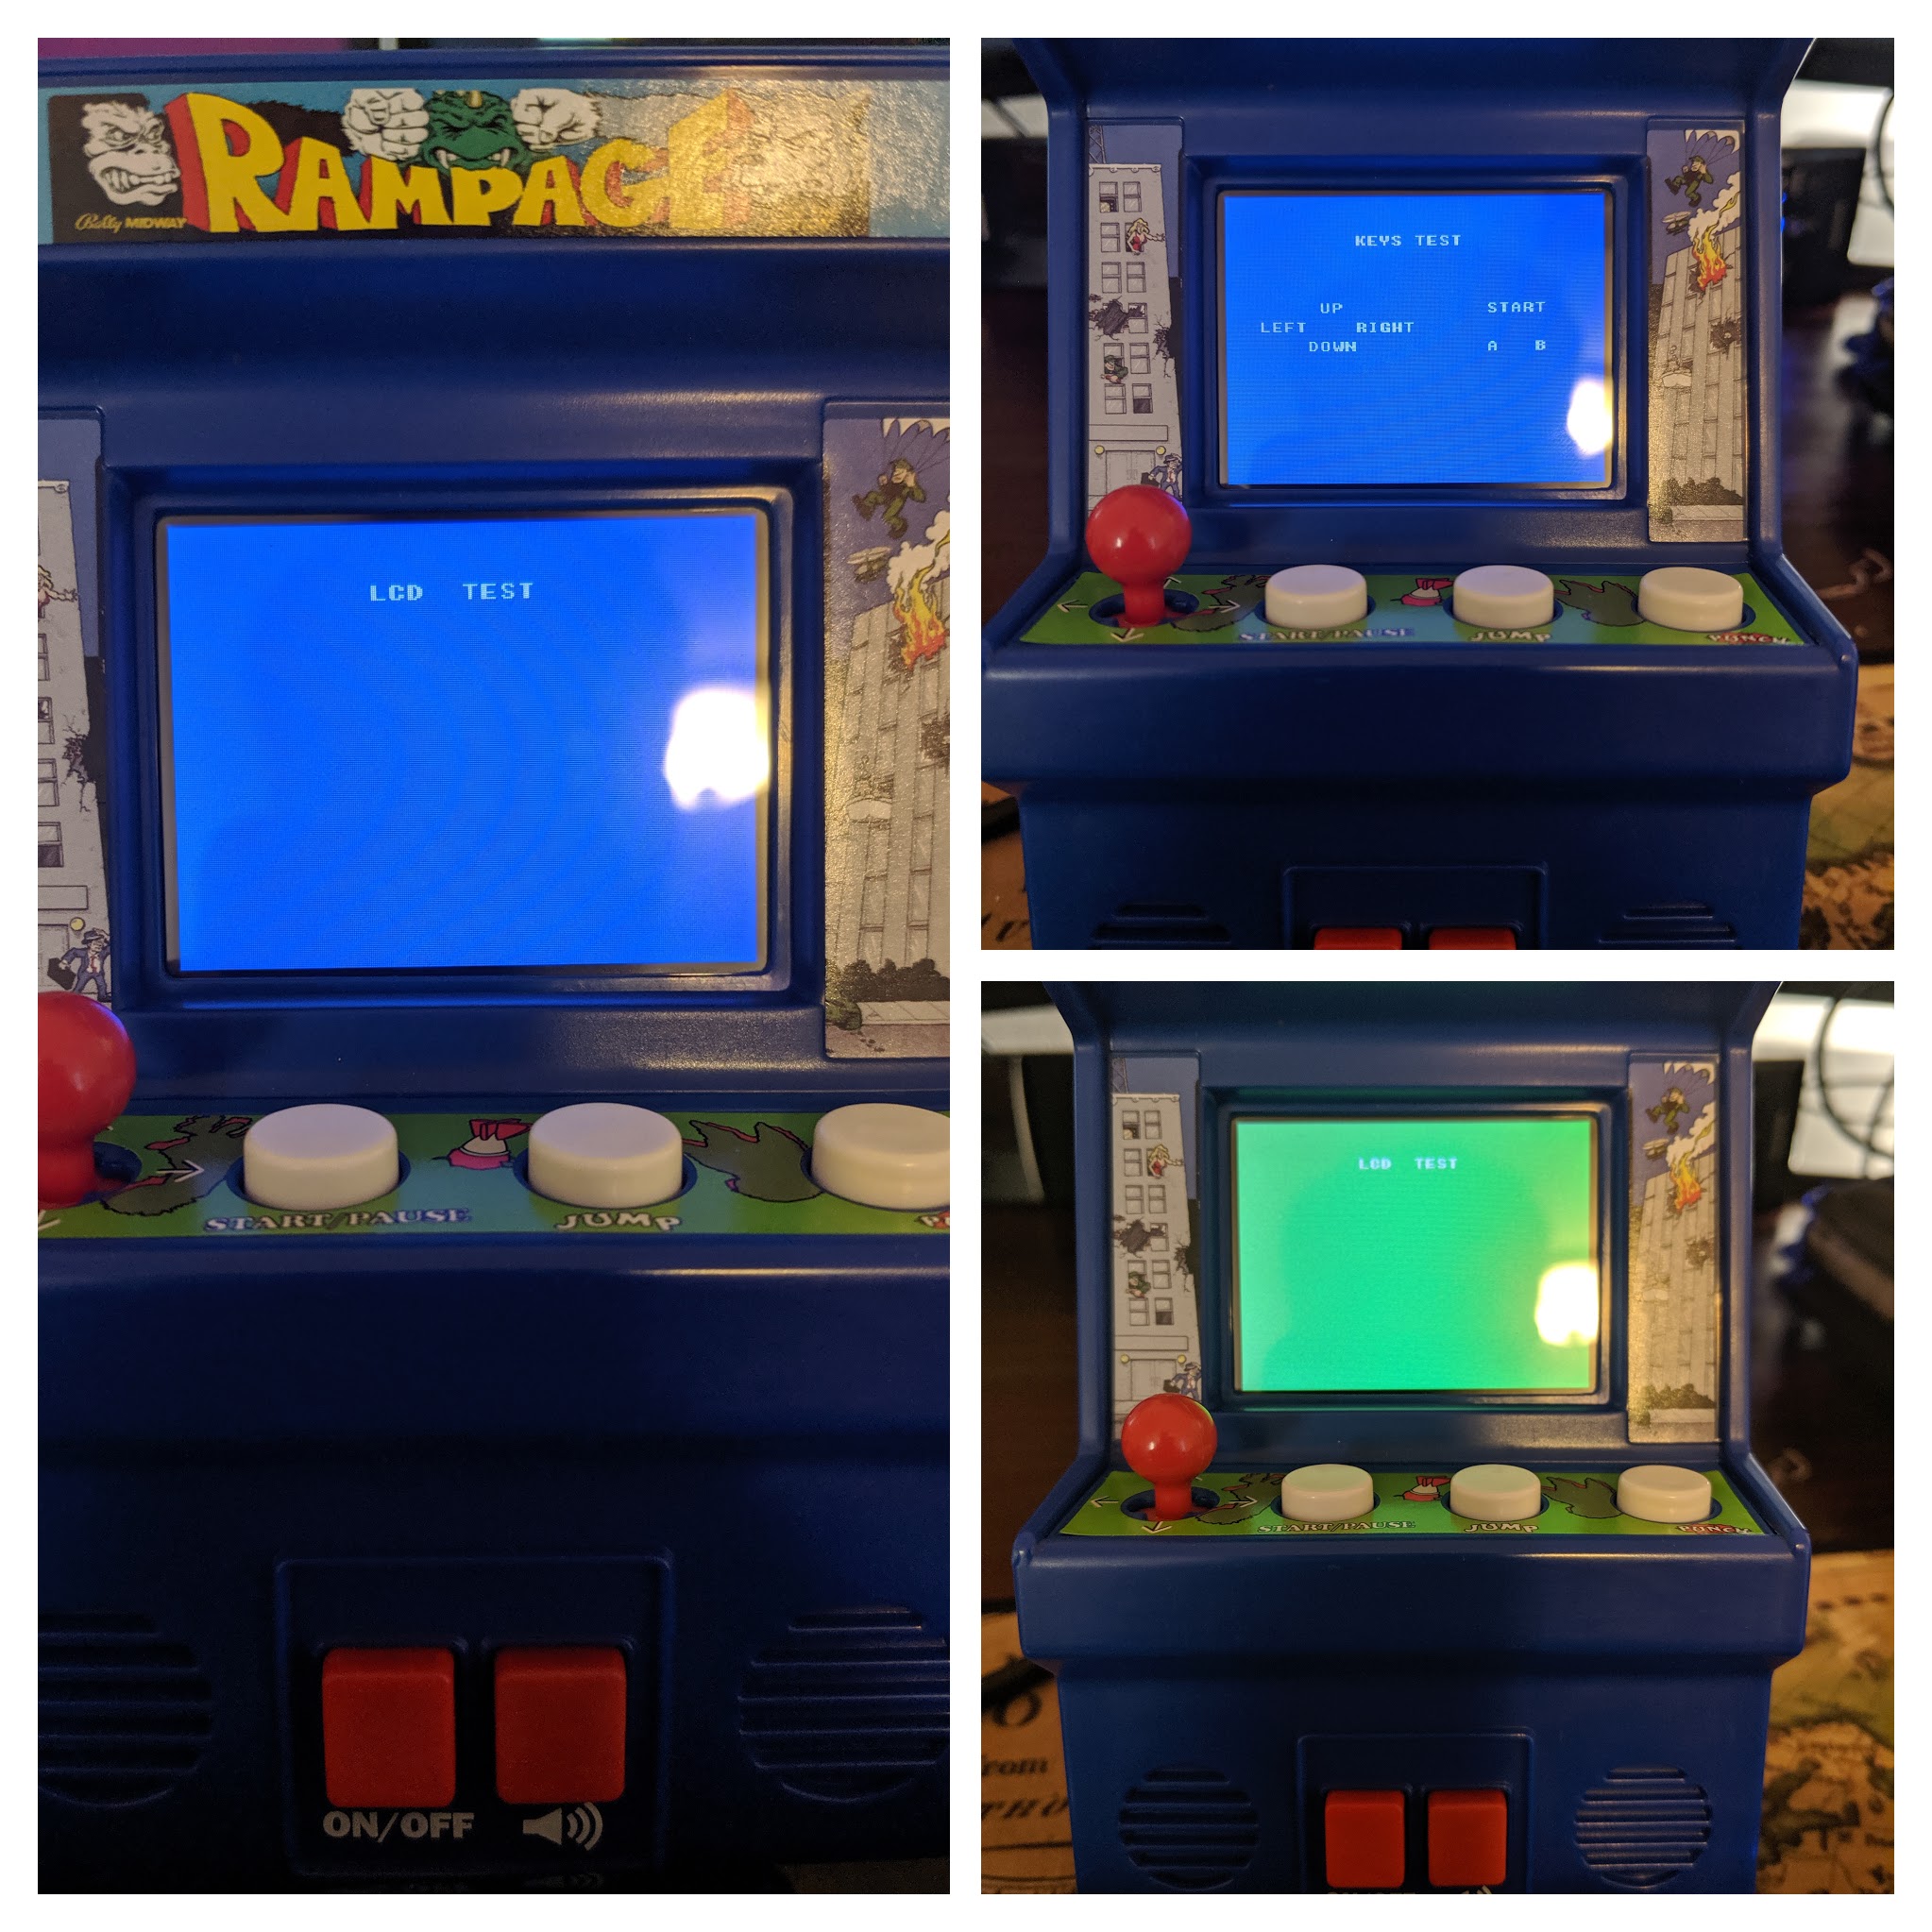 RAMPAGE
Bally MIDWAY
LCD TEST
START/PAUSE
JUMP
ON/OFF
KEYS TEST
UP START
LEFT RIGHT
DOWN A B
START/PAUSE
JUMP
PUNCH
LCD TEST
START/PAUSE
JUMP
PUNCH
from